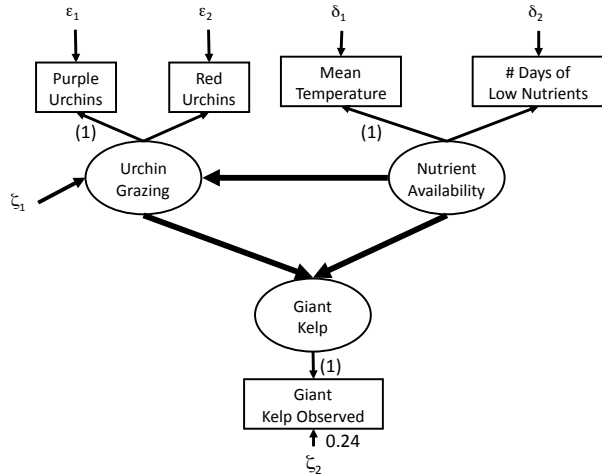 ε1
ε2
δ1
δ2
Purple
Urchins
Red
Urchins
Mean
Temperature
# Days of
Low Nutrients
(1)
(1)
Urchin
Grazing
Nutrient
Availability
ζ1
Giant
Kelp
(1)
Giant
Kelp Observed
0.24
ζ2